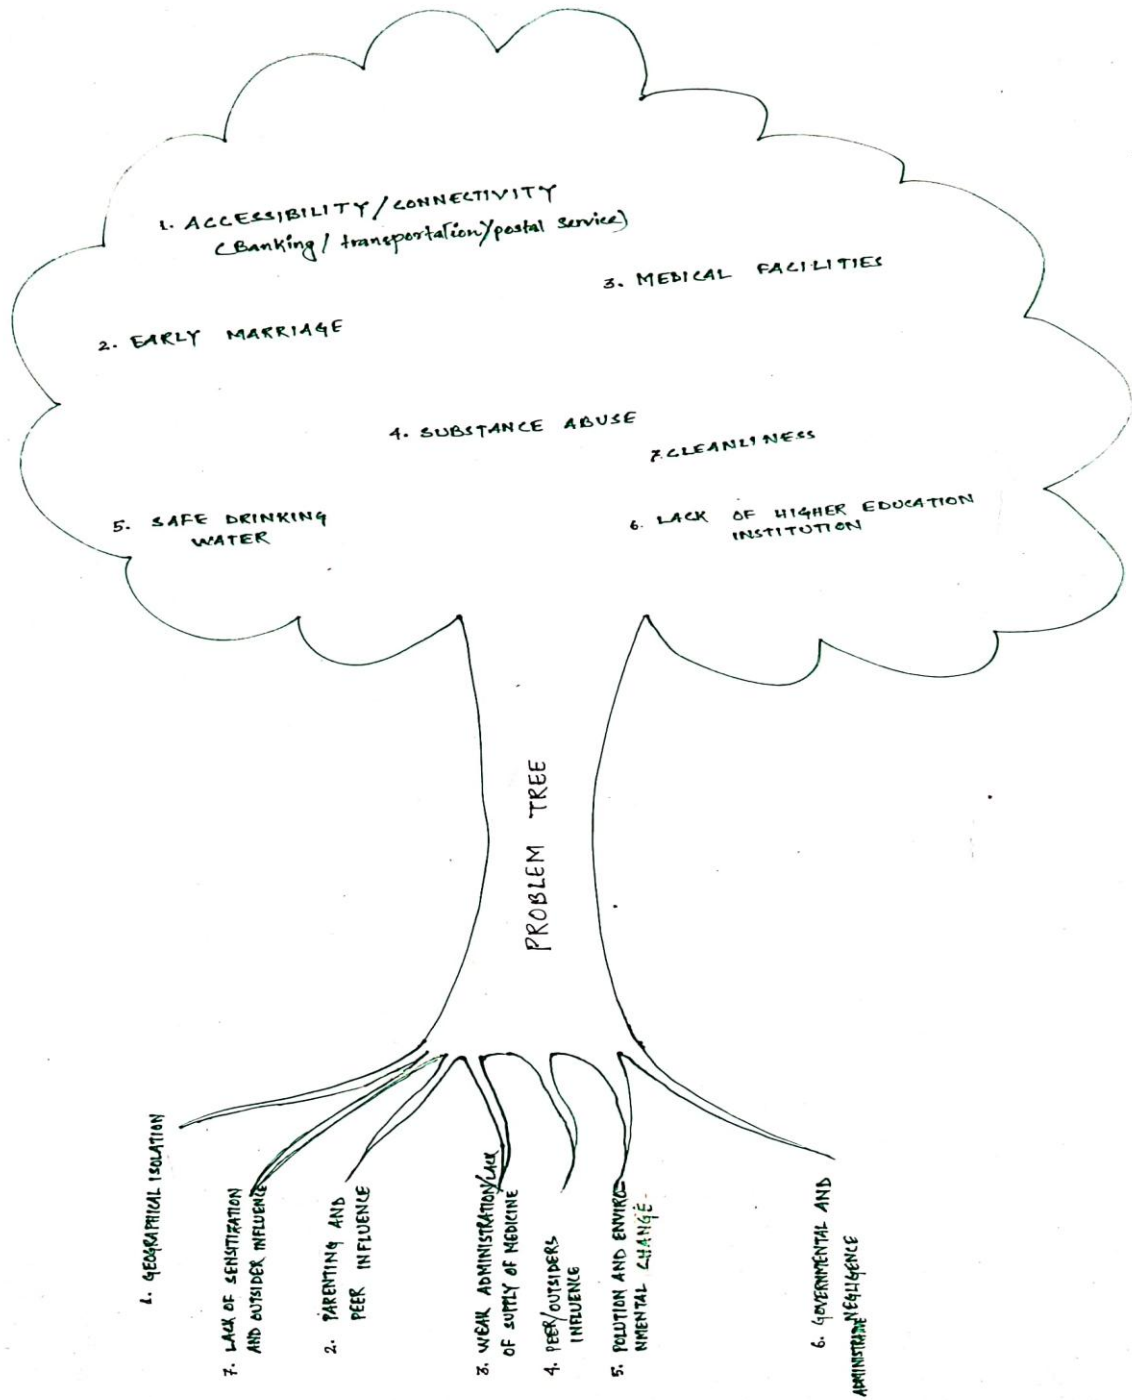 1. ACCESSIBILITY/CONNECTIVITY
(Banking/transportation/postal service)
3. MEDICAL FACILITIES
2. EARLY MARRIAGE
4. SUBSTANCE ABUSE
7. CLEANLINESS
5. SAFE DRINKING
WATER
6. LACK OF HIGHER EDUCATION
INSTITUTION
PROBLEM TREE
1. GEOGRAPHICAL ISOLATION
7. LACK OF SENSITIZATION
AND OUTSIDER INFLUENCE
2. PARENTING AND
PEER INFLUENCE
3. WEAK ADMINISTRATION/LACK
OF SUPPLY OF MEDICINE
4. PEER/OUTSIDERS
INFLUENCE
5. POLUTION AND ENVIRO-
NMENTAL CHANGE.
6. GOVERNMENTAL AND
ADMINISTRATIVE NEGLIGENCE